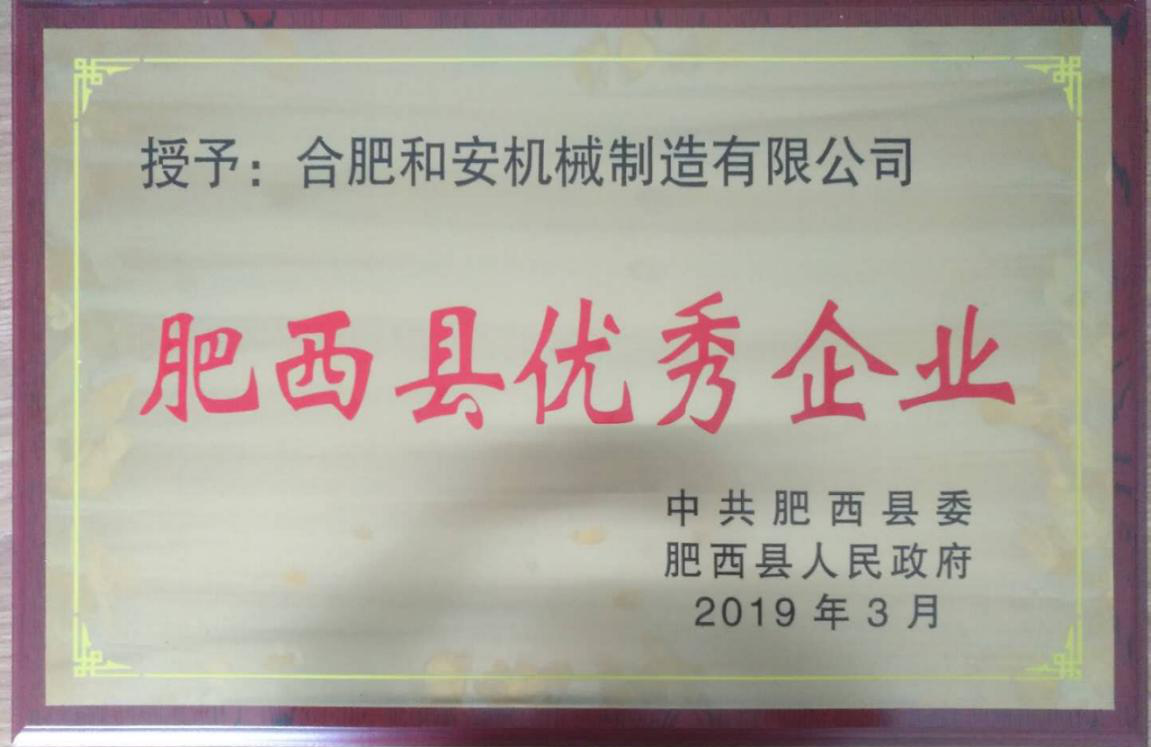 授予：合肥和安机械制造有限公司
肥西县优秀企业
中共肥西县委
肥西县人民政府
2019年3月